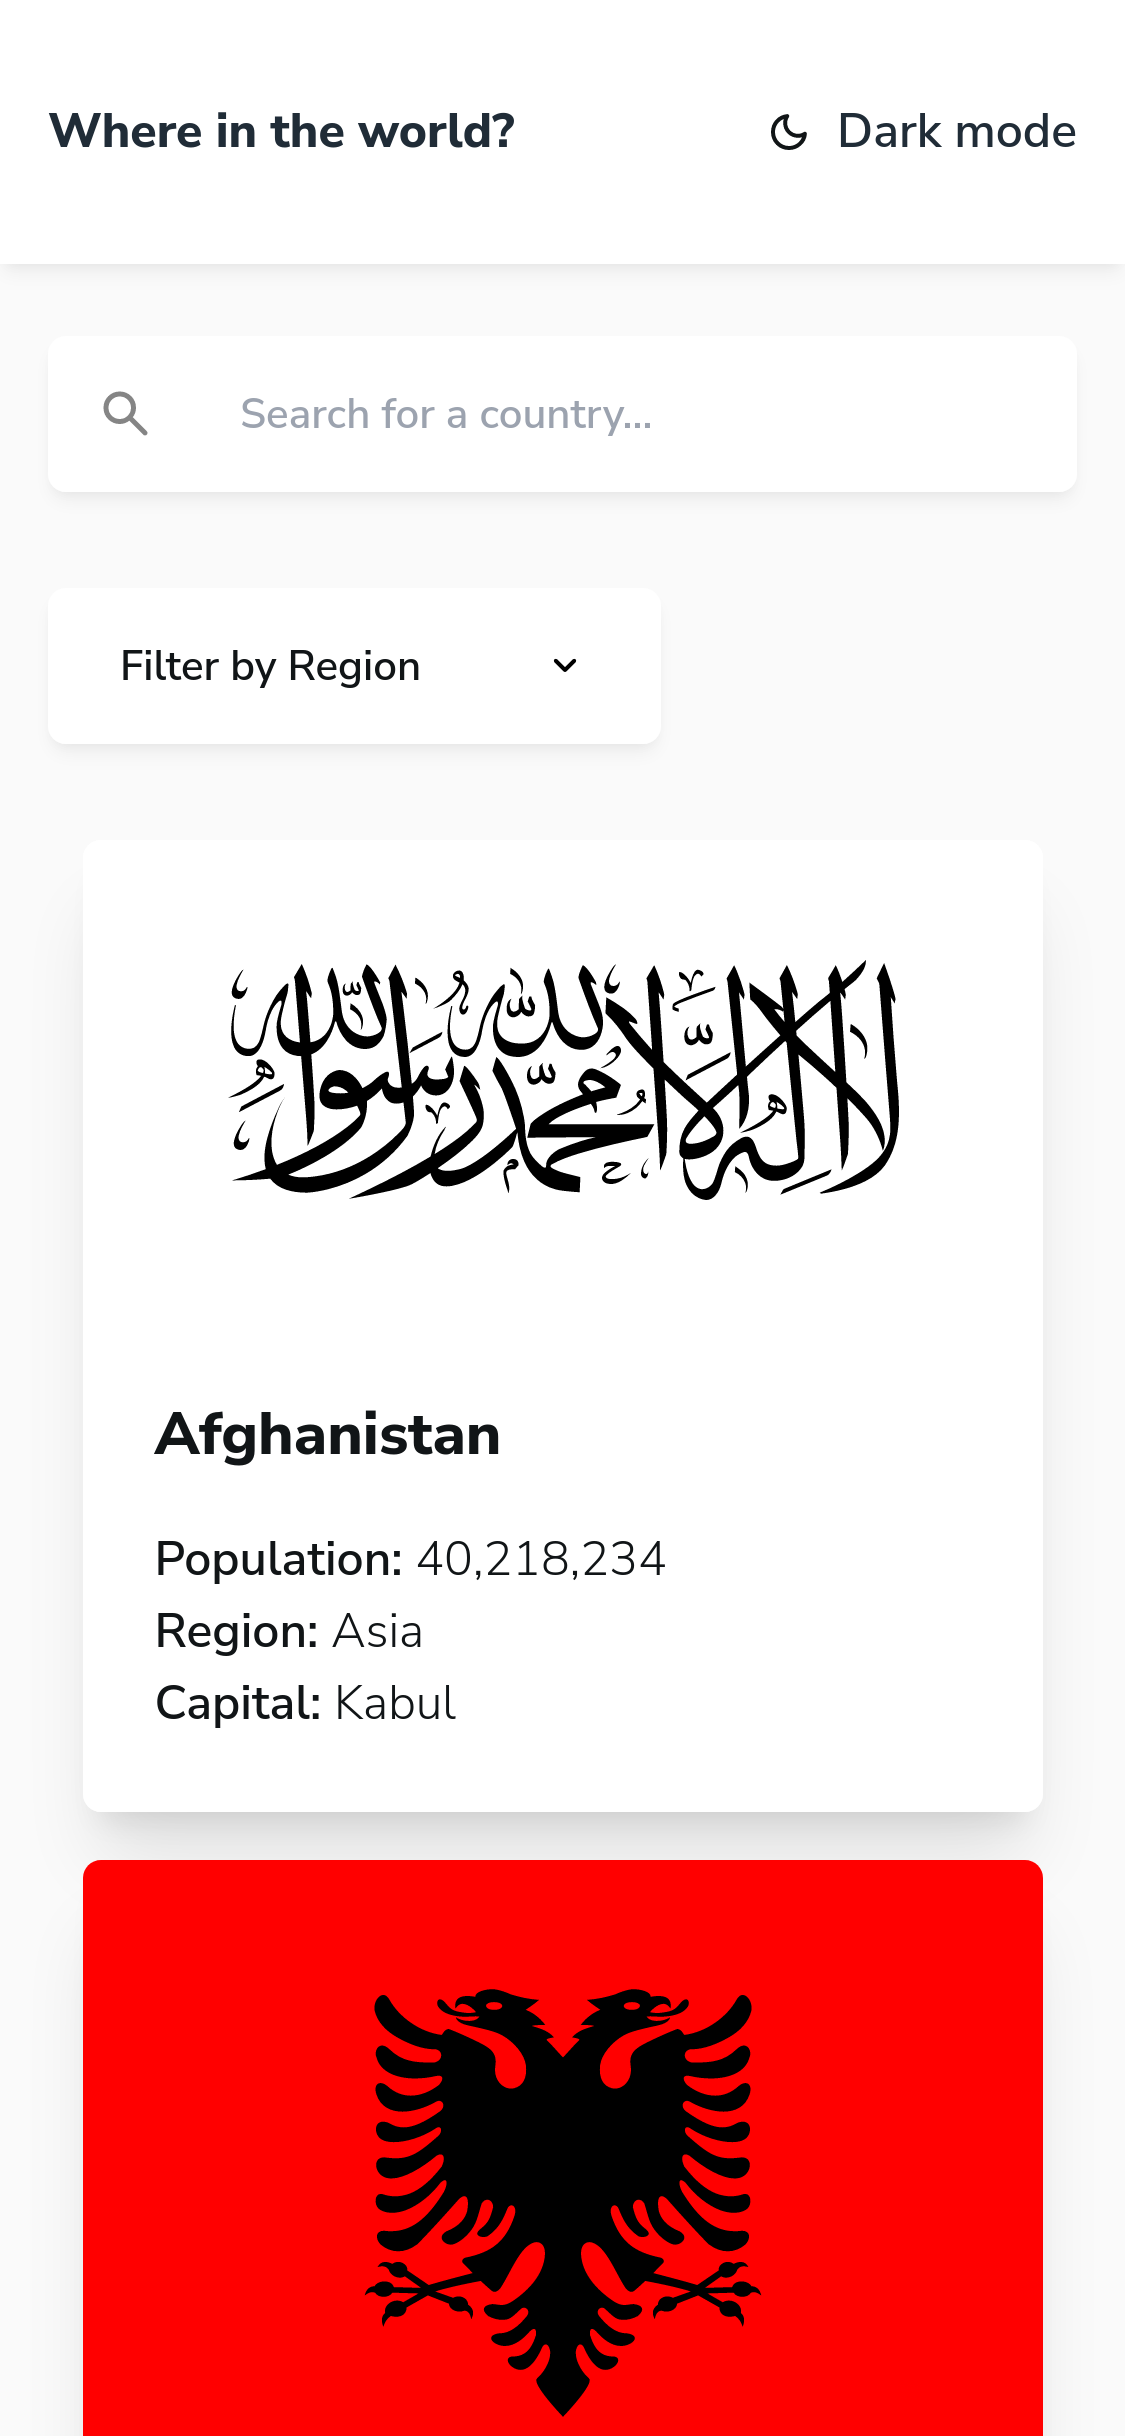 Where in the world?
Dark mode
Search for a country...
Filter by Region
لا إله إلا الله محمد رسول الله
Afghanistan
Population: 40,218,234
Region: Asia
Capital: Kabul